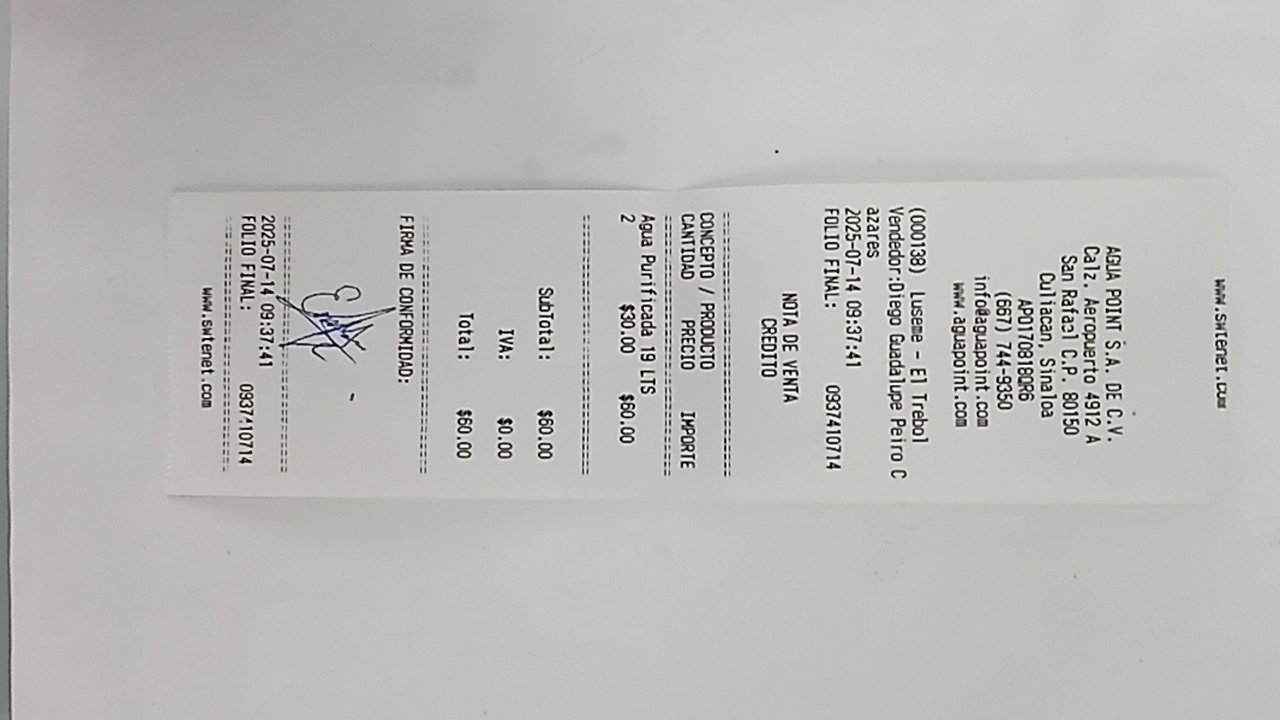 www.swtenet.com
AGUA POINT S.A. DE C.V.
Calz. Aeropuerto 4912 A
San Rafael C.P. 80150
Culiacan, Sinaloa
APO170818QR6
(667) 744-9350
info@aguapoint.com
www.aguapoint.com
(000138) Luseme - El Trebol
Vendedor:Diego Guadalupe Peiro C
azares
2025-07-14 09:37:41
FOLIO FINAL: 0937410714
NOTA DE VENTA
CREDITO
================================
CONCEPTO / PRODUCTO
CANTIDAD PRECIO IMPORTE
================================
Agua Purificada 19 LTS
2 $30.00 $60.00
================================
SubTotal: $60.00
IVA: $0.00
Total: $60.00
================================
FIRMA DE CONFORMIDAD:
================================
2025-07-14 09:37:41
FOLIO FINAL: 0937410714
================================
www.swtenet.com